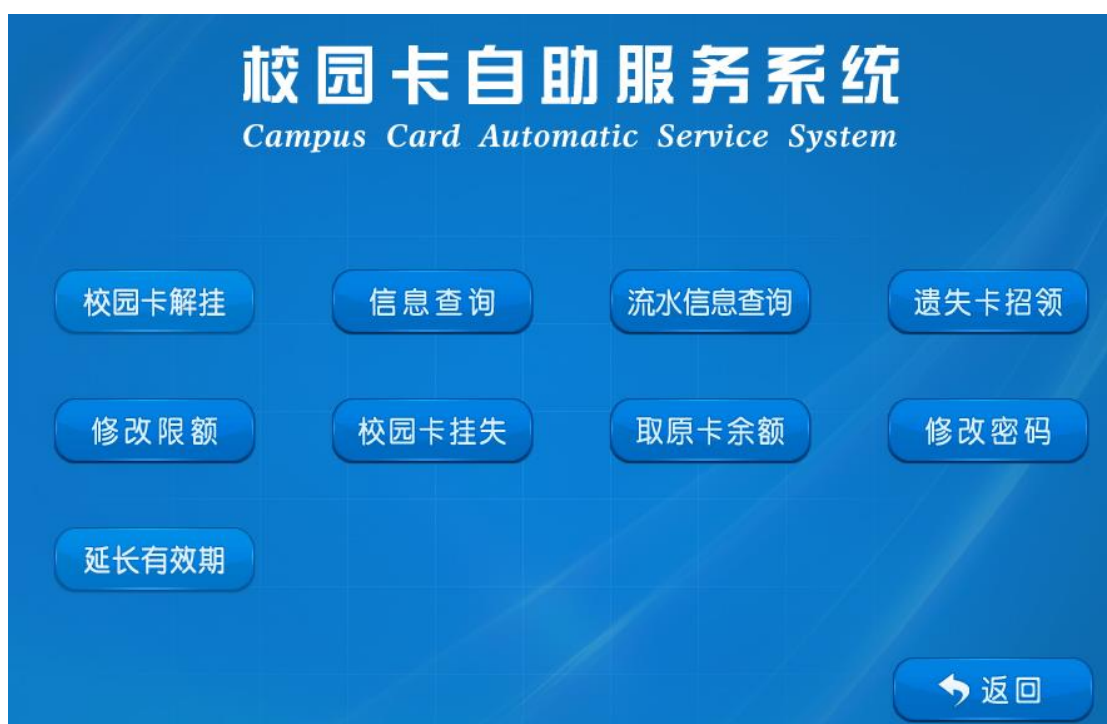 校园卡自助服务系统
Campus Card Automatic Service System
校园卡解挂 信息查询 流水信息查询 遗失卡招领
修改限额 校园卡挂失 取原卡余额 修改密码
延长有效期
返回